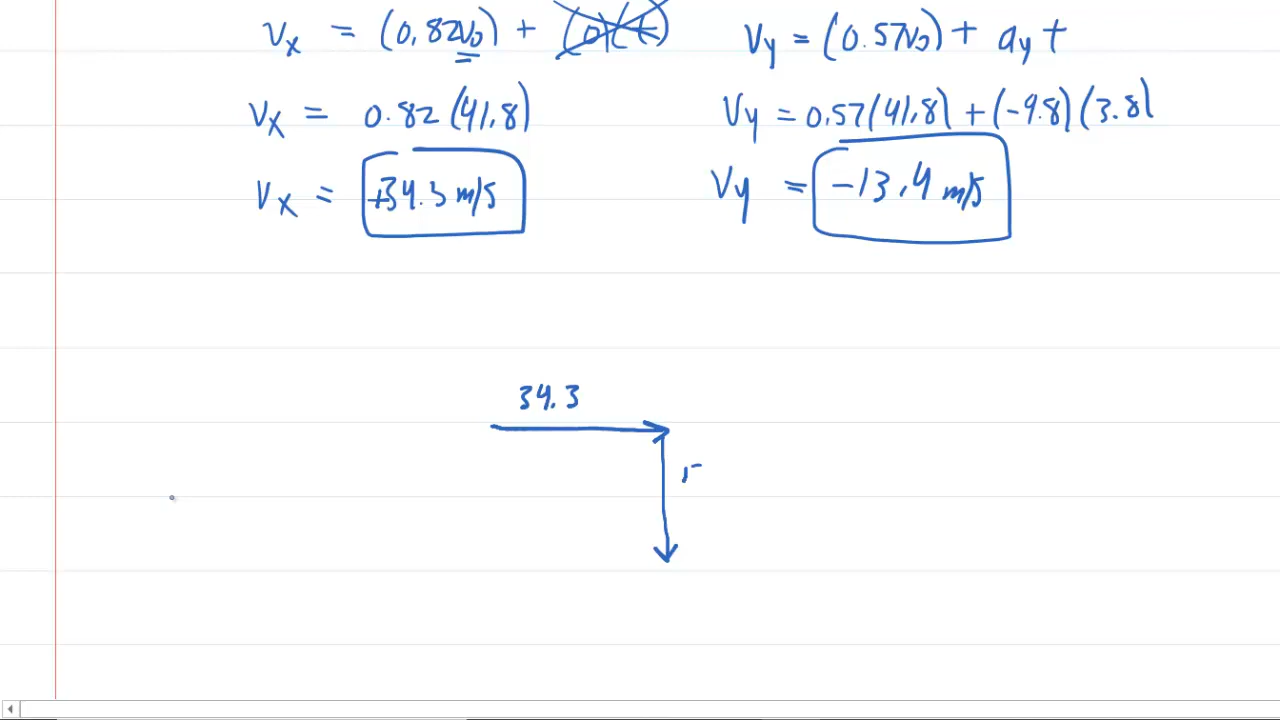 Vx = (0.82V0) + (0)(t)
Vy = (0.57V0) + ay t
Vx = 0.82 (41.8)
Vy = 0.57(41.8) + (-9.8)(3.8)
Vx = +34.3 m/s
Vy = -13.4 m/s
34.3